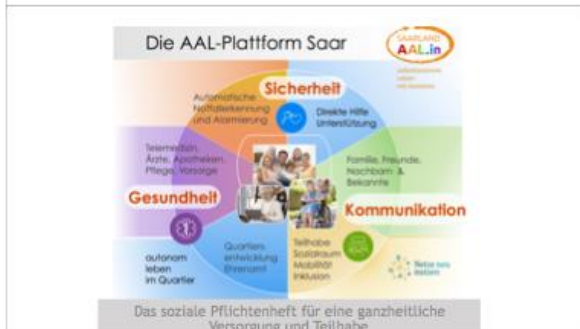 Die AAL-Plattform Saar
SAARLAND
AAL.in
Sicherheit
Automatische
Notfallerkennung
und Alarmierung
Direkte Hilfe
Unterstützung
Telemedizin,
Ärzte, Apotheken,
Pflege, Vorsorge
Familie, Freunde,
Nachbarn &
Bekannte
Gesundheit
Kommunikation
autonom
leben
im Quartier
Quartiers
entwicklung
Ehrenamt
Teilhabe
Sozialraum
Mobilität
Inklusion
Das soziale Pflichtenheft für eine ganzheitliche
Versorgung und Teilhabe